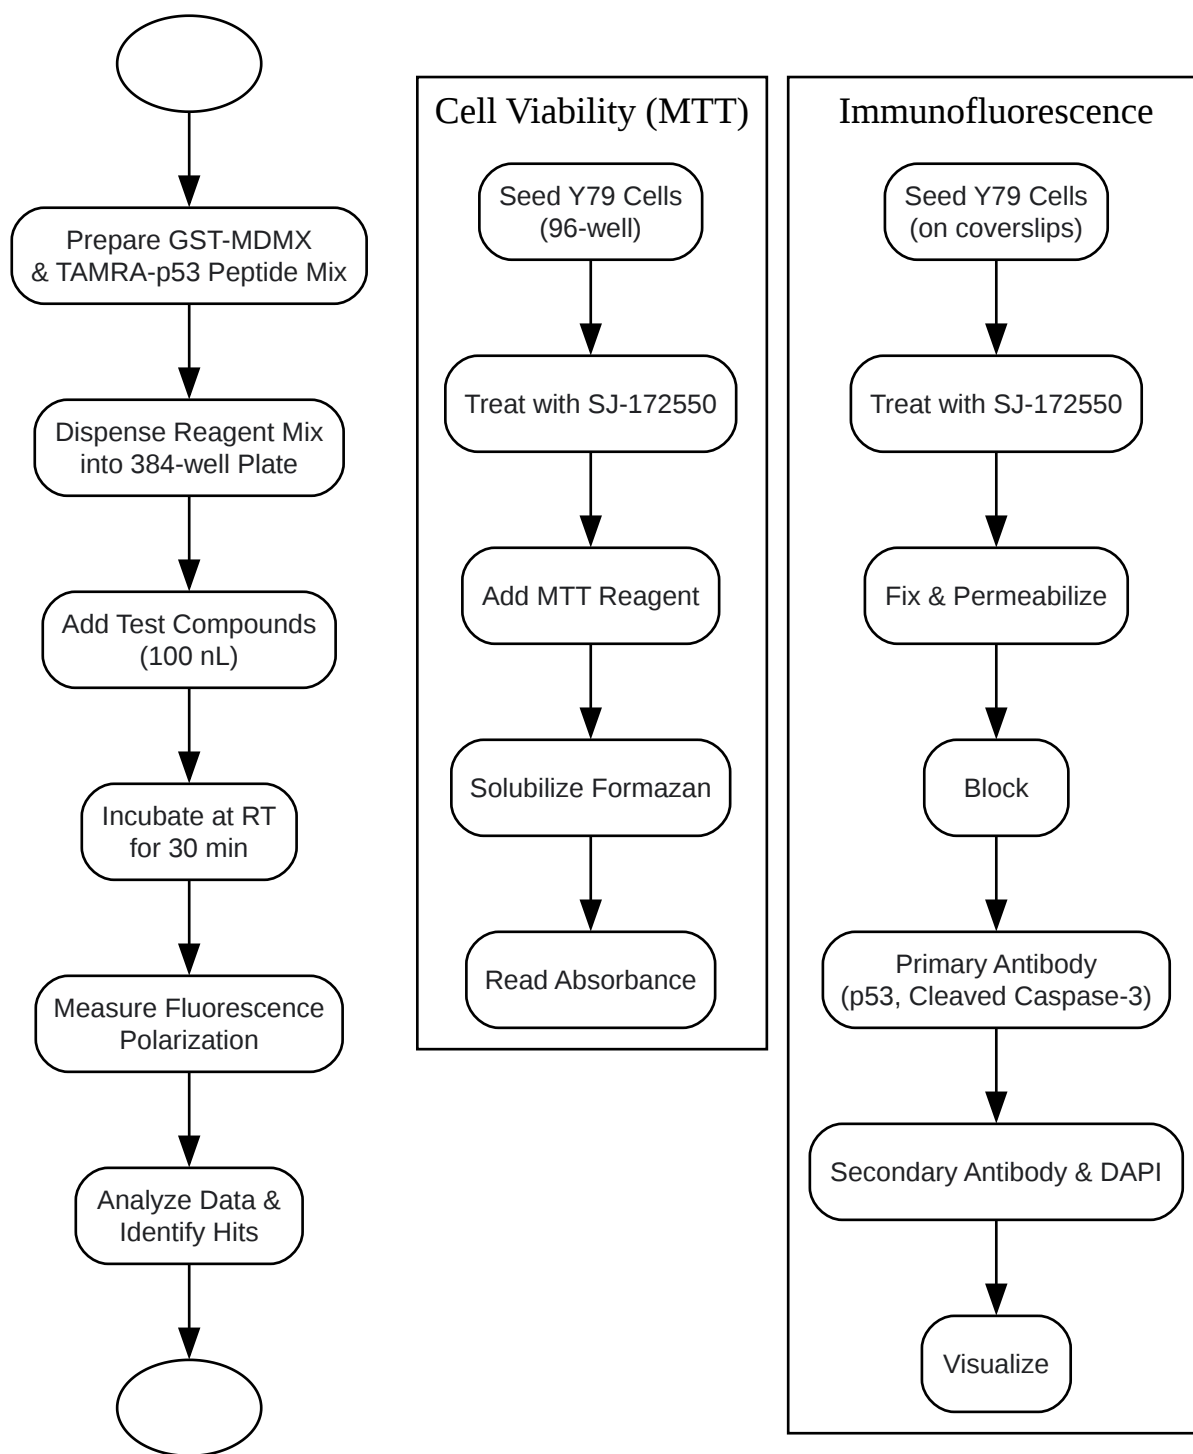 Prepare GST-MDMX
& TAMRA-p53 Peptide Mix
Dispense Reagent Mix
into 384-well Plate
Add Test Compounds
(100 nL)
Incubate at RT
for 30 min
Measure Fluorescence
Polarization
Analyze Data &
Identify Hits
Cell Viability (MTT)
Seed Y79 Cells
(96-well)
Treat with SJ-172550
Add MTT Reagent
Solubilize Formazan
Read Absorbance
Immunofluorescence
Seed Y79 Cells
(on coverslips)
Treat with SJ-172550
Fix & Permeabilize
Block
Primary Antibody
(p53, Cleaved Caspase-3)
Secondary Antibody & DAPI
Visualize